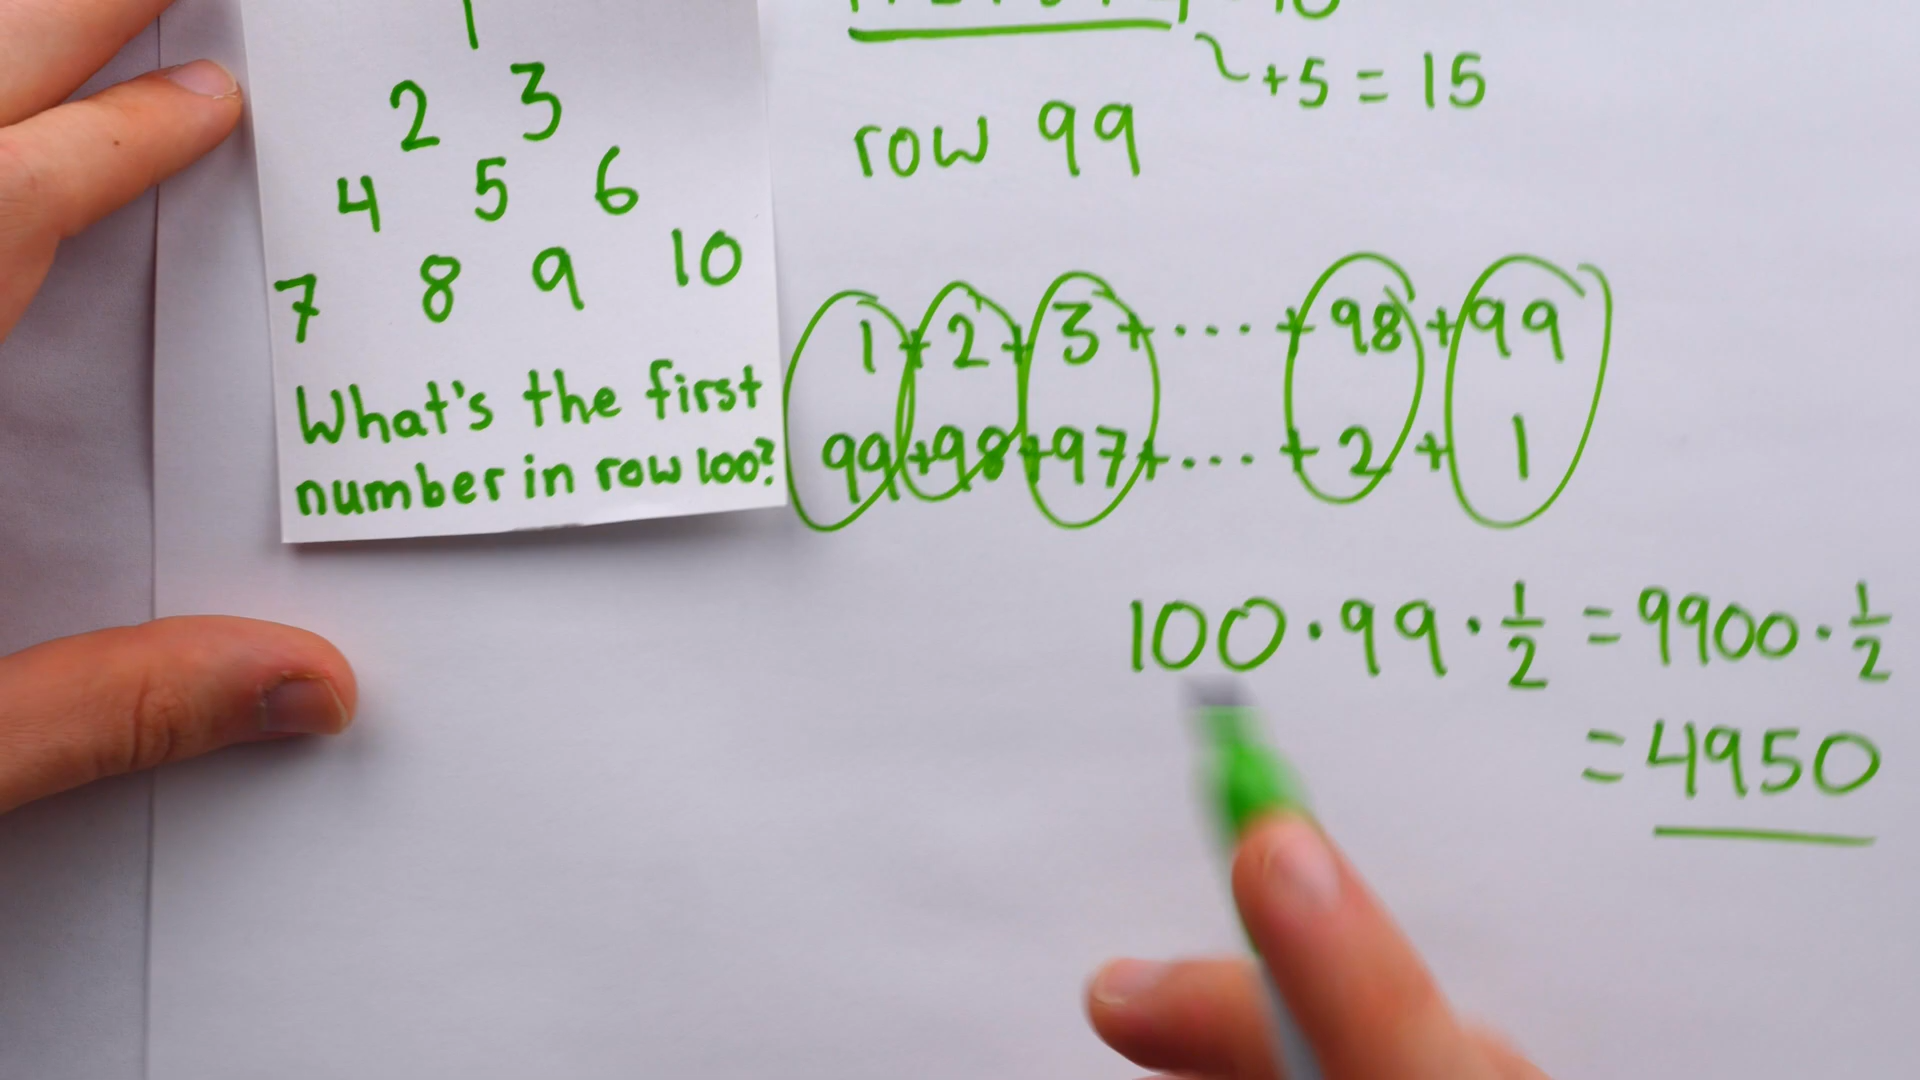 1
2 3
4 5 6
7 8 9 10
What's the first
number in row 100?
+5 = 15
row 99
1+2+3+···+98+99
99+98+97+···+2+1
100·99·1/2 = 9900·1/2
= 4950